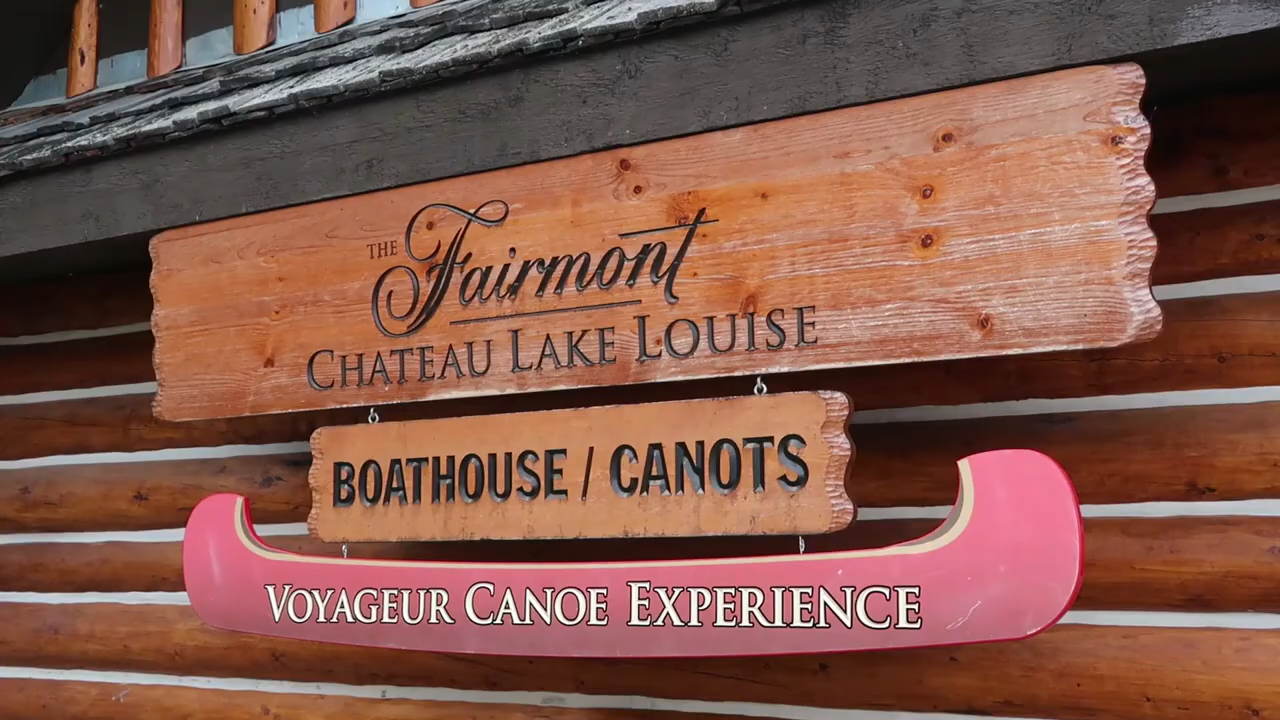 THE Fairmont
CHATEAU LAKE LOUISE
BOATHOUSE / CANOTS
VOYAGEUR CANOE EXPERIENCE